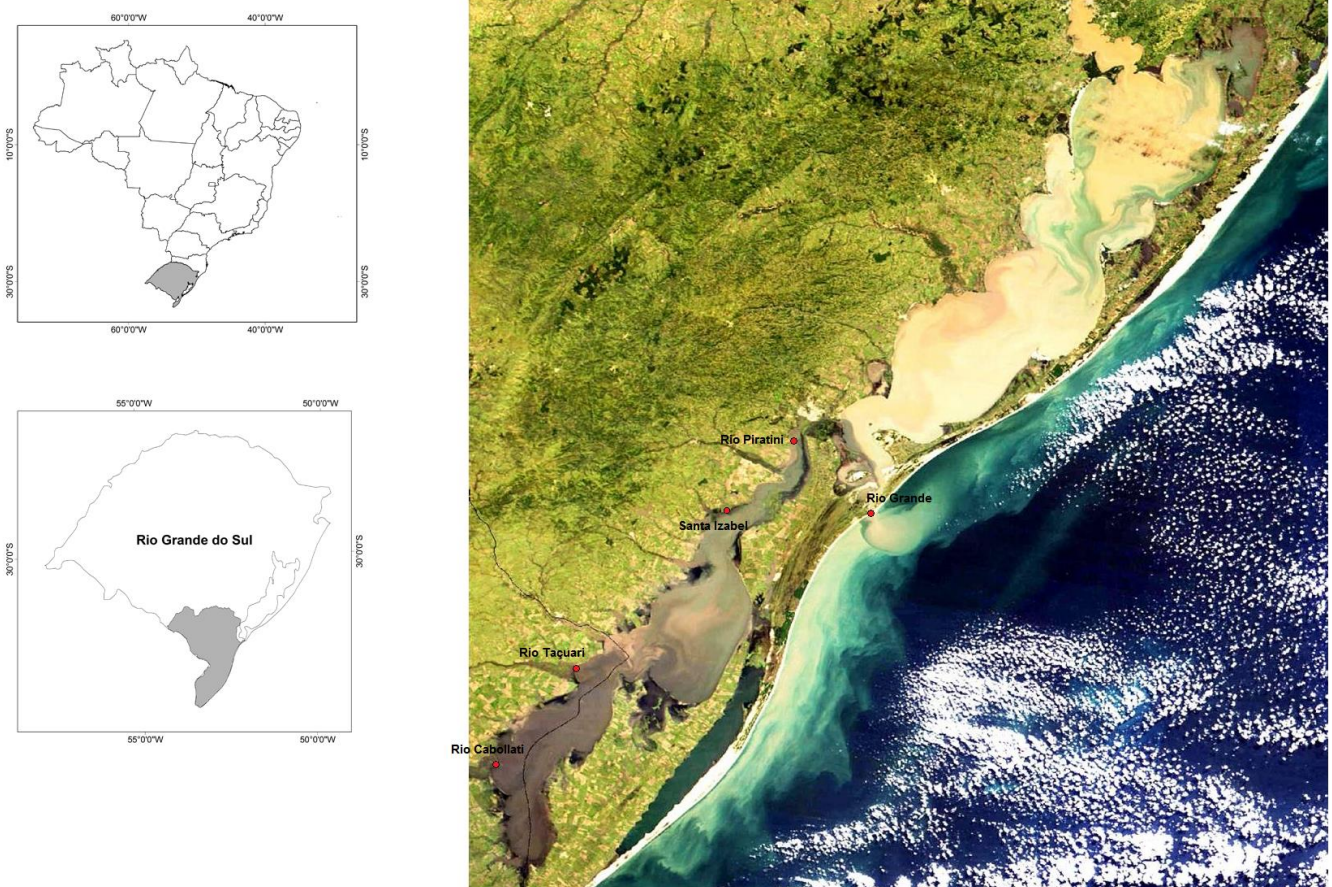 60°0'0"W 40°0'0"W
10°0'0"S 10°0'0"S
30°0'0"S 30°0'0"S
60°0'0"W 40°0'0"W
55°0'0"W 50°0'0"W
Rio Grande do Sul
30°0'0"S 30°0'0"S
55°0'0"W 50°0'0"W
Rio Piratini
Rio Grande
Santa Izabel
Rio Taçuari
Rio Cabollati